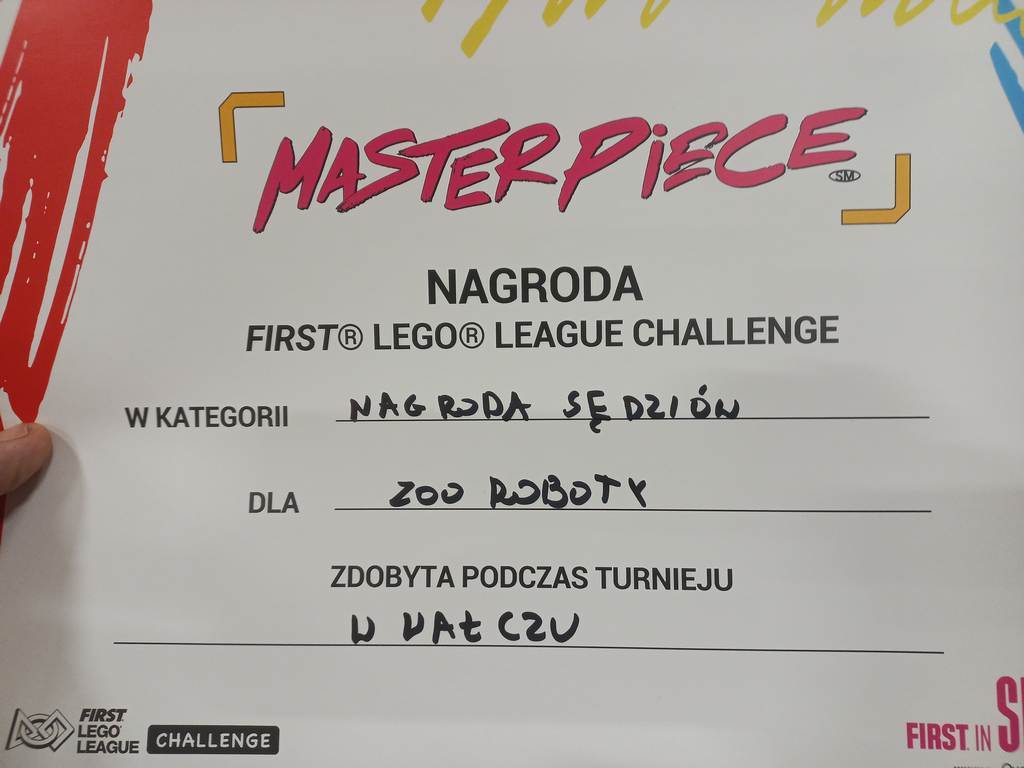 MASTERPIECE SM
NAGRODA
FIRST® LEGO® LEAGUE CHALLENGE
W KATEGORII NAGRODA SĘDZIÓW
DLA ZOO ROBOTY
ZDOBYTA PODCZAS TURNIEJU
W WAŁCZU
FIRST
LEGO
LEAGUE
CHALLENGE
FIRST IN